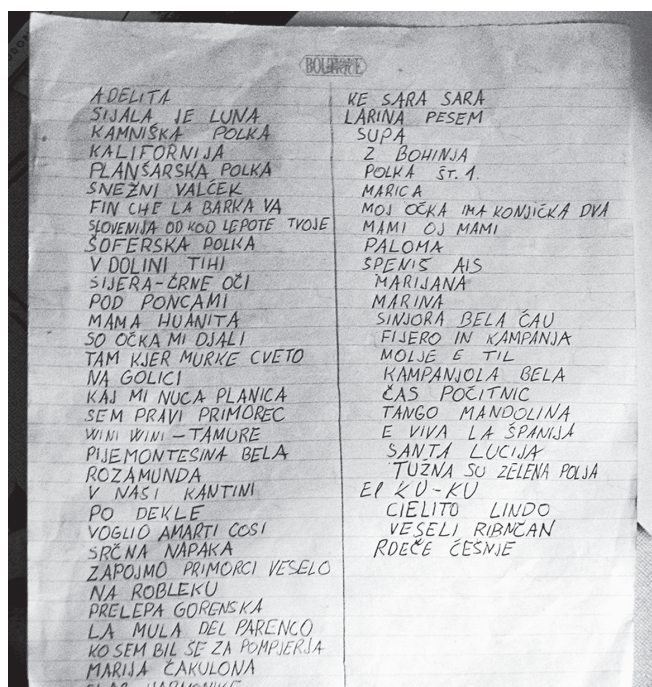 BOUTIQUE
ADELITA
SIJALA JE LUNA
KAMNIŠKA POLKA
KALIFORNIJA
PLANŠARSKA POLKA
SNEŽNI VALČEK
FIN CHE LA BARKA VA
SLOVENIJA OD KOD LEPOTE TVOJE
ŠOFERSKA POLKA
V DOLINI TIHI
SIJERA-ČRNE OČI
POD PONCAMI
MAMA HUANITA
SO OČKA MI DJALI
TAM KJER MURKE CVETO
NA GOLICI
KAJ MI NUCA PLANICA
SEM PRAVI PRIMOREC
WINI WINI - TAMURE
PIJEMONTESINA BELA
ROZAMUNDA
V NAŠI KANTINI
PO DEKLE
VOGLIO AMARTI COSI
SRČNA NAPAKA
ZAPOJMO PRIMORCI VESELO
NA ROBLEKU
PRELEPA GORENSKA
LA MULA DEL PARENCO
KO SEM BIL ŠE ZA POMPJERJA
MARIJA ČAKULONA
KE SARA SARA
LARINA PESEM
SUPA
Z BOHINJA
POLKA ŠT. 1.
MARICA
MOJ OČKA IMA KONJIČKA DVA
MAMI OJ MAMI
PALOMA
ŠPENIŠ AIS
MARIJANA
MARINA
SINJORA BELA ČAU
FIJERO IN KAMPANJA
MOLJE E TIL
KAMPANJOLA BELA
ČAS POČITNIC
TANGO MANDOLINA
E VIVA LA ŠPANIJA
SANTA LUCIJA
TUZNA SU ZELENA POLJA
EI KU-KU
CIELITO LINDO
VESELI RIBNČAN
RDEČE ČEŠNJE